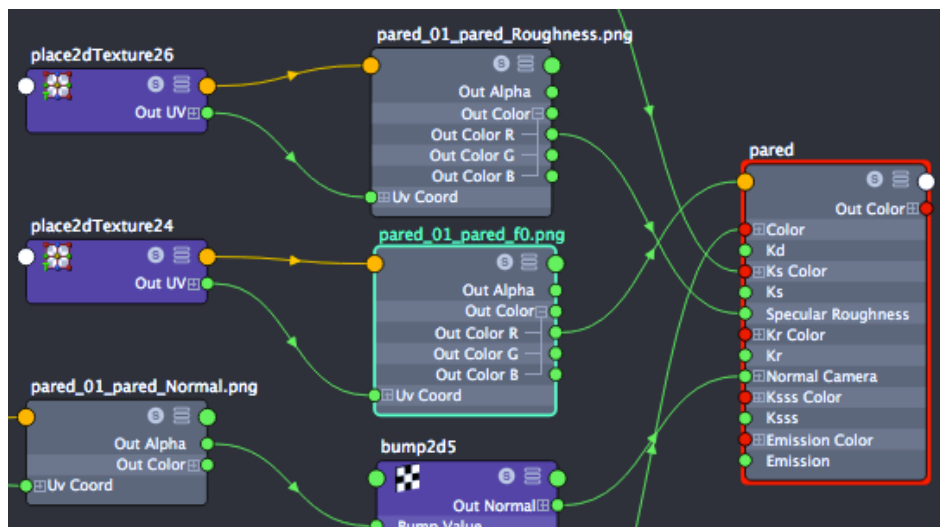 place2dTexture26
Out UV
pared_01_pared_Roughness.png
Out Alpha
Out Color
Out Color R
Out Color G
Out Color B
Uv Coord
place2dTexture24
Out UV
pared_01_pared_f0.png
Out Alpha
Out Color
Out Color R
Out Color G
Out Color B
Uv Coord
pared_01_pared_Normal.png
Out Alpha
Out Color
Uv Coord
bump2d5
Out Normal
Bump Value
pared
Out Color
Color
Kd
Ks Color
Ks
Specular Roughness
Kr Color
Kr
Normal Camera
Ksss Color
Ksss
Emission Color
Emission